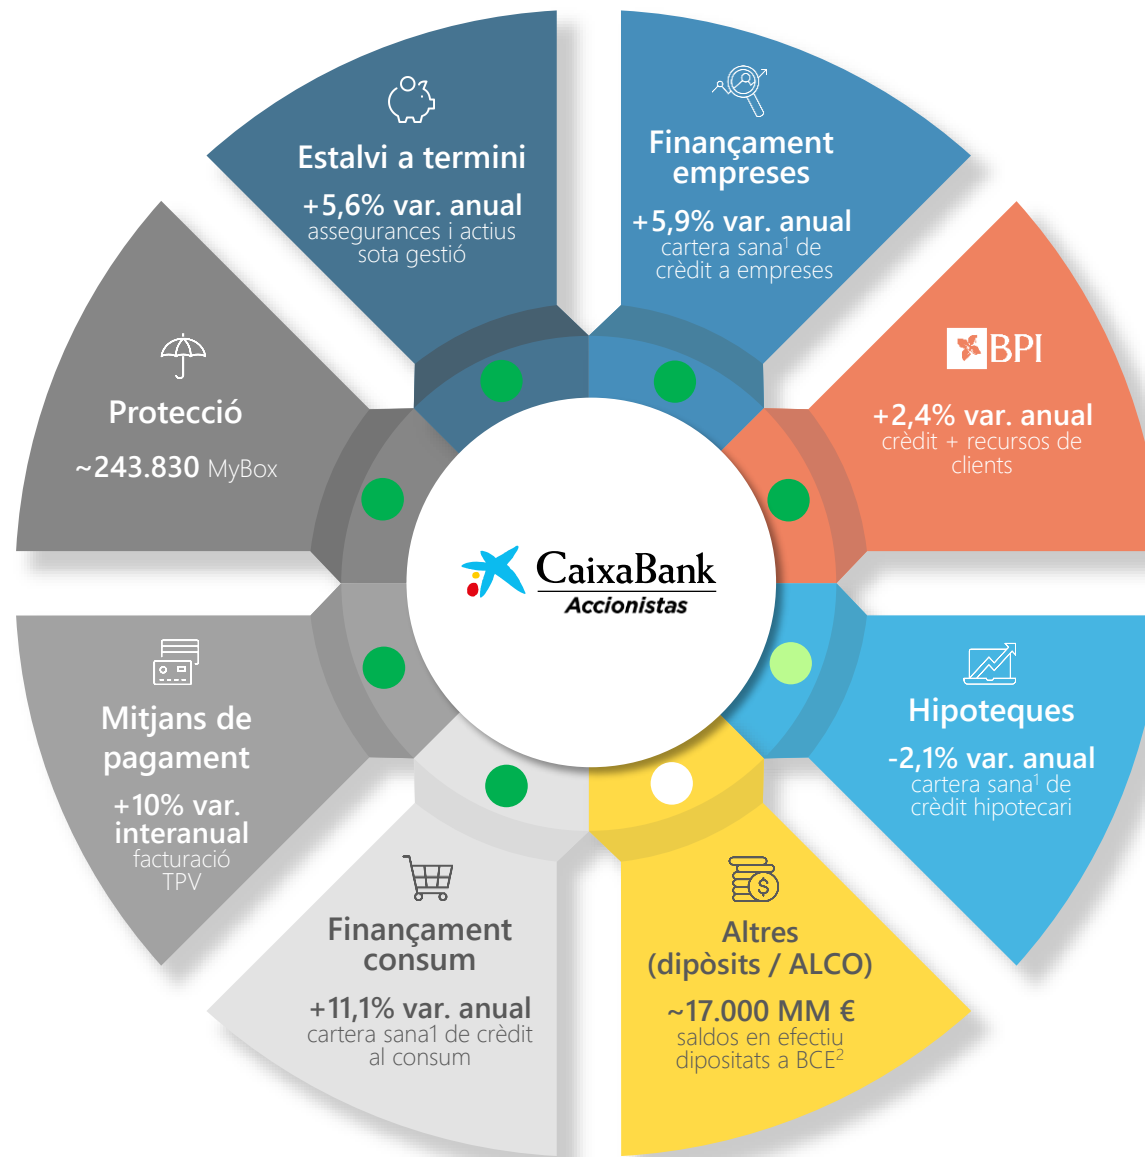 Estalvi a termini
+5,6% var. anual
assegurances i actius
sota gestió
Finançament
empreses
+5,9% var. anual
cartera sana¹ de
crèdit a empreses
BPI
+2,4% var. anual
crèdit + recursos de
clients
Hipoteques
-2,1% var. anual
cartera sana¹ de
crèdit hipotecari
Altres
(dipòsits / ALCO)
~17.000 MM €
saldos en efectiu
dipositats a BCE²
Finançament
consum
+11,1% var. anual
cartera sana1 de crèdit
al consum
Mitjans de
pagament
+10% var.
interanual
facturació
TPV
Protecció
~243.830 MyBox
CaixaBank
Accionistas